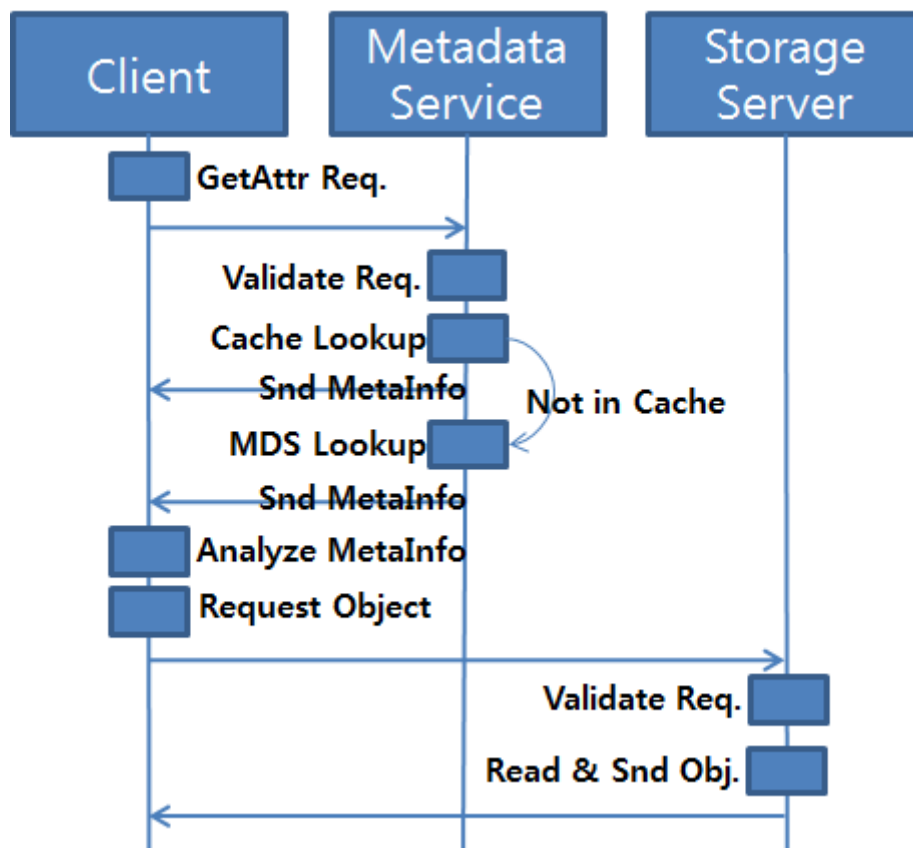 Client
Metadata
Service
Storage
Server
GetAttr Req.
Validate Req.
Cache Lookup
Snd MetaInfo
Not in Cache
MDS Lookup
Snd MetaInfo
Analyze MetaInfo
Request Object
Validate Req.
Read & Snd Obj.